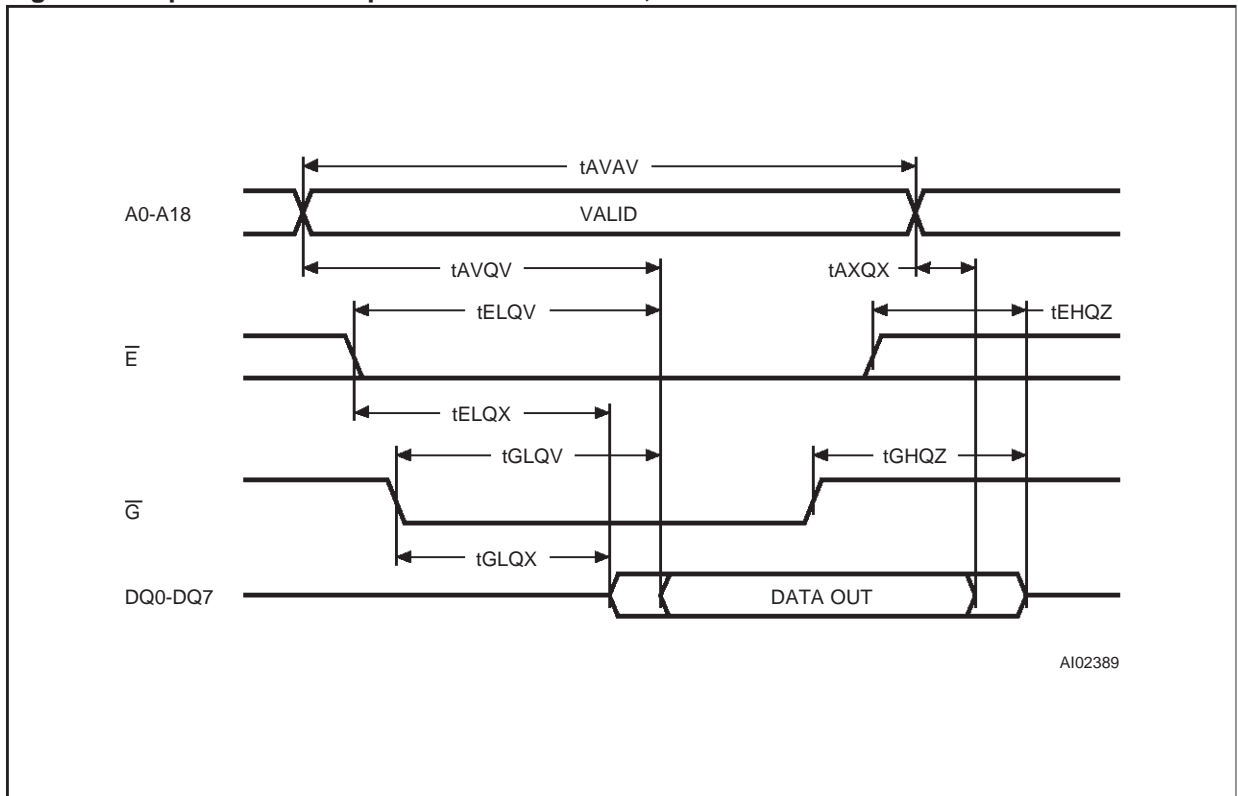 tAVAV
A0-A18 VALID
tAVQV tAXQX
tELQV tEHQZ
E̅
tELQX
tGLQV tGHQZ
G̅
tGLQX
DQ0-DQ7 DATA OUT
AI02389